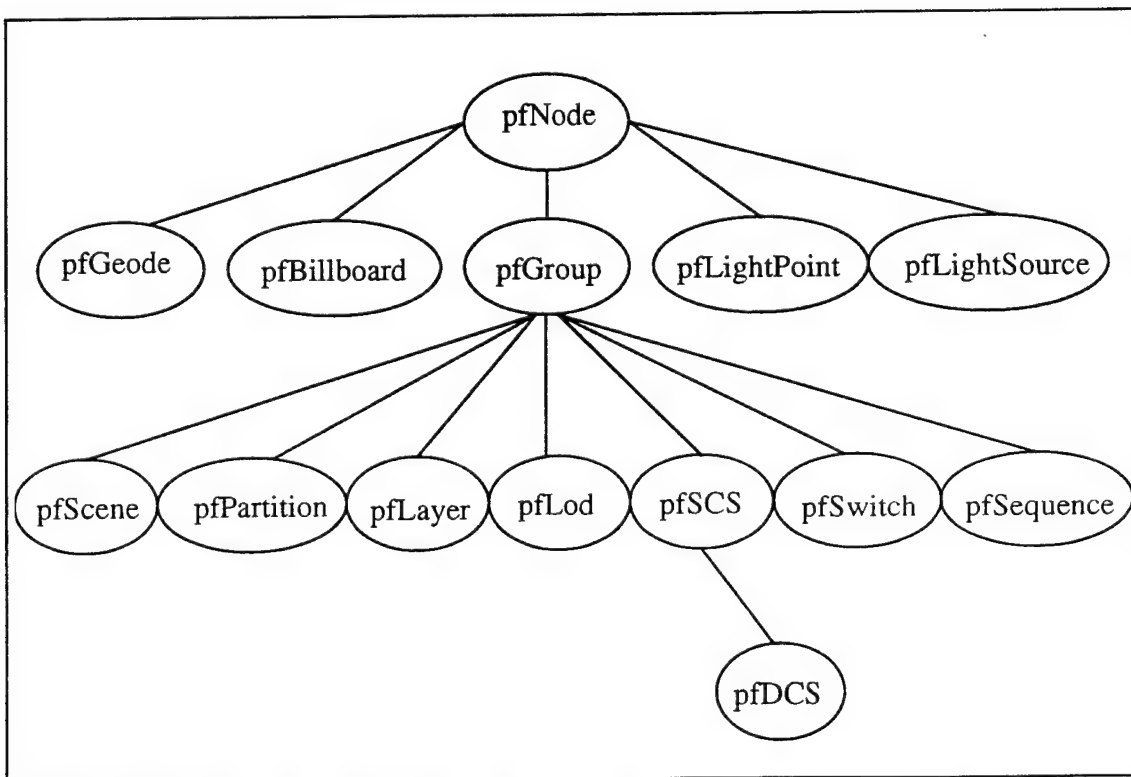 pfNode
pfGeode pfBillboard pfGroup pfLightPoint pfLightSource
pfScene pfPartition pfLayer pfLod pfSCS pfSwitch pfSequence
pfDCS